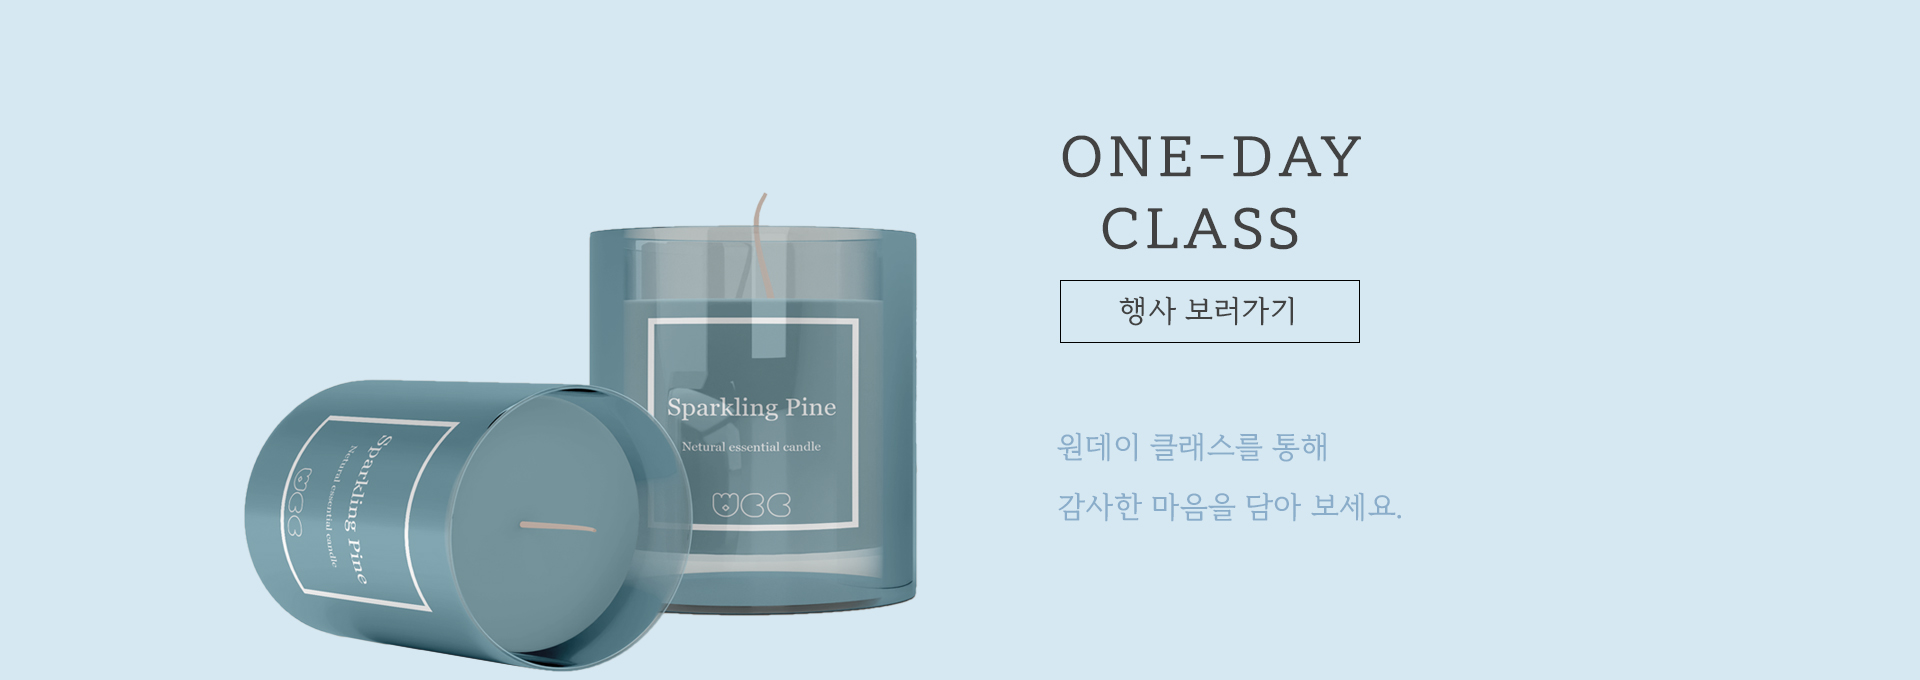 ONE-DAY
CLASS
행사 보러가기
원데이 클래스를 통해
감사한 마음을 담아 보세요.
Sparkling Pine
Netural essential candle
Sparkling Pine
Netural essential candle